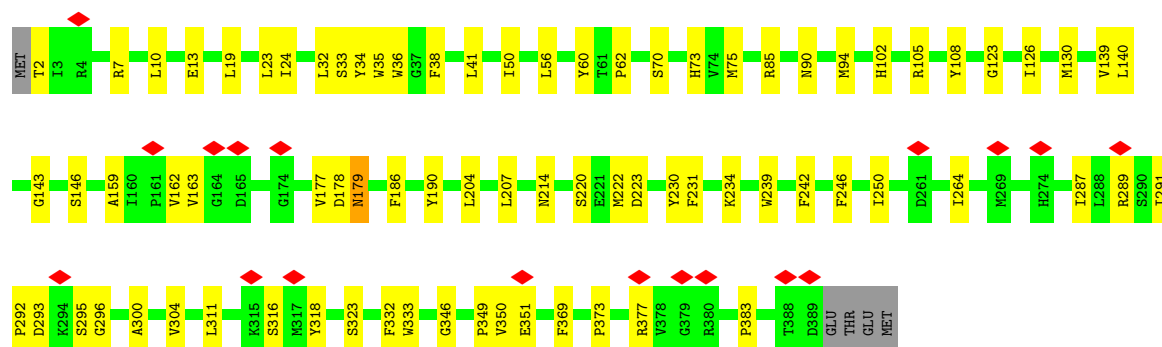 MET T2 I3 R4 R7 L10 E13 L19 L23 I24 L32 S33 Y34 W35 W36 G37 F38 L41 I50 L56 Y60 T61 P62 S70 H73 V74 M75 R85 N90 M94 H102 R105 Y108 G123 I126 M130 V139 L140
G143 S146 A159 I160 P161 V162 V163 G164 D165 G174 V177 D178 N179 F186 Y190 L204 L207 N214 S220 E221 M222 D223 Y230 F231 K234 W239 F242 F246 I250 D261 I264 M269 H274 I287 L288 R289 S290 I291
P292 D293 K294 S295 G296 A300 V304 L311 K315 S316 M317 Y318 S323 F332 W333 G346 P349 V350 E351 F369 P373 R377 V378 G379 R380 P383 T388 D389 GLU THR GLU MET